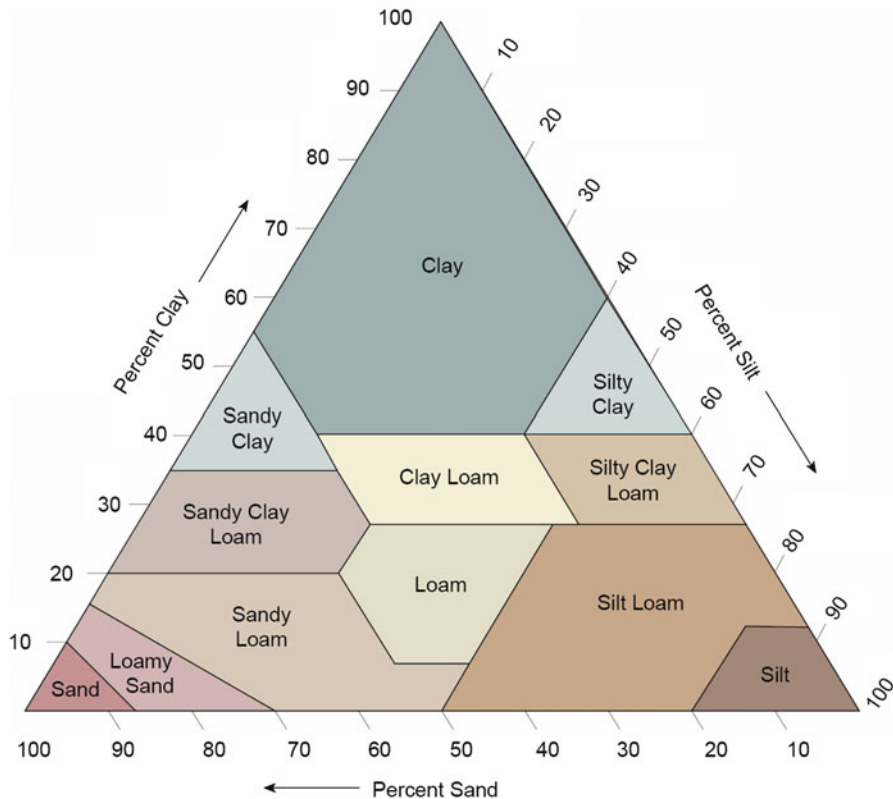 100
90
80
70
60
50
40
30
20
10
Percent Clay
10
20
30
40
50
60
70
80
90
100
Percent Silt
Clay
Silty
Clay
Sandy
Clay
Clay Loam
Silty Clay
Loam
Sandy Clay
Loam
Loam
Silt Loam
Sandy
Loam
Loamy
Sand
Sand
Silt
100
90
80
70
60
50
40
30
20
10
Percent Sand